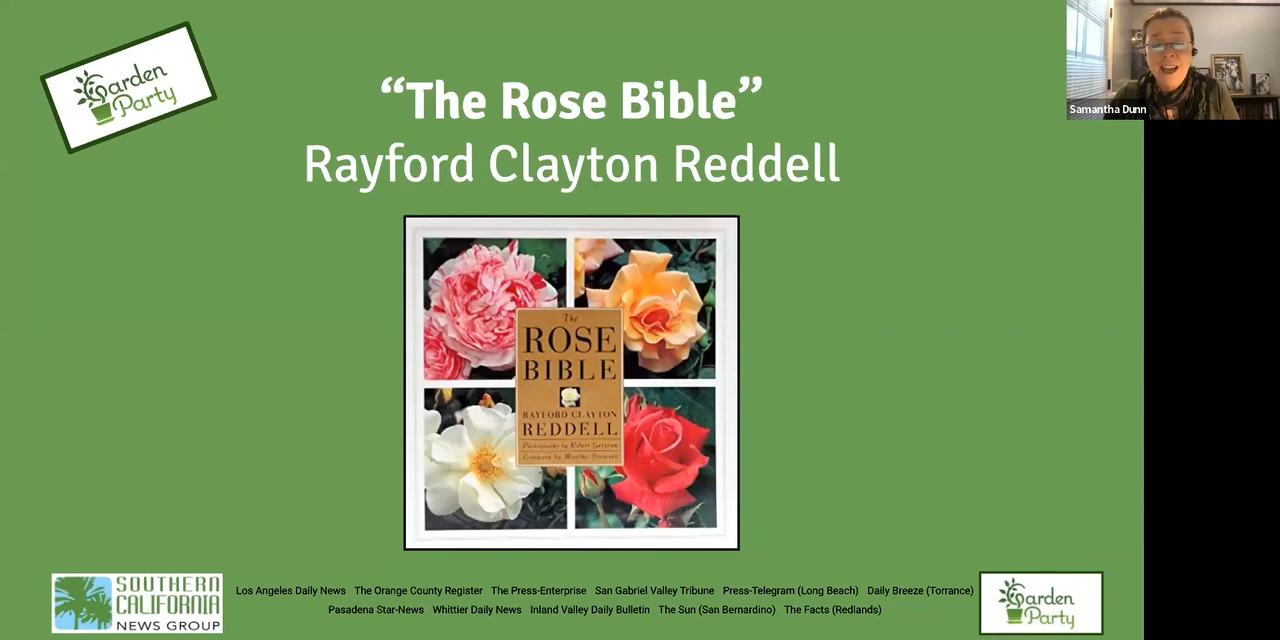 Garden
Party
“The Rose Bible”
Rayford Clayton Reddell
Samantha Dunn
The
ROSE
BIBLE
RAYFORD CLAYTON
REDDELL
Photographs by Robert Galyean
Foreword by Martha Stewart
SOUTHERN
CALIFORNIA
NEWS GROUP
Los Angeles Daily News The Orange County Register The Press-Enterprise San Gabriel Valley Tribune Press-Telegram (Long Beach) Daily Breeze (Torrance)
Pasadena Star-News Whittier Daily News Inland Valley Daily Bulletin The Sun (San Bernardino) The Facts (Redlands)
Garden
Party